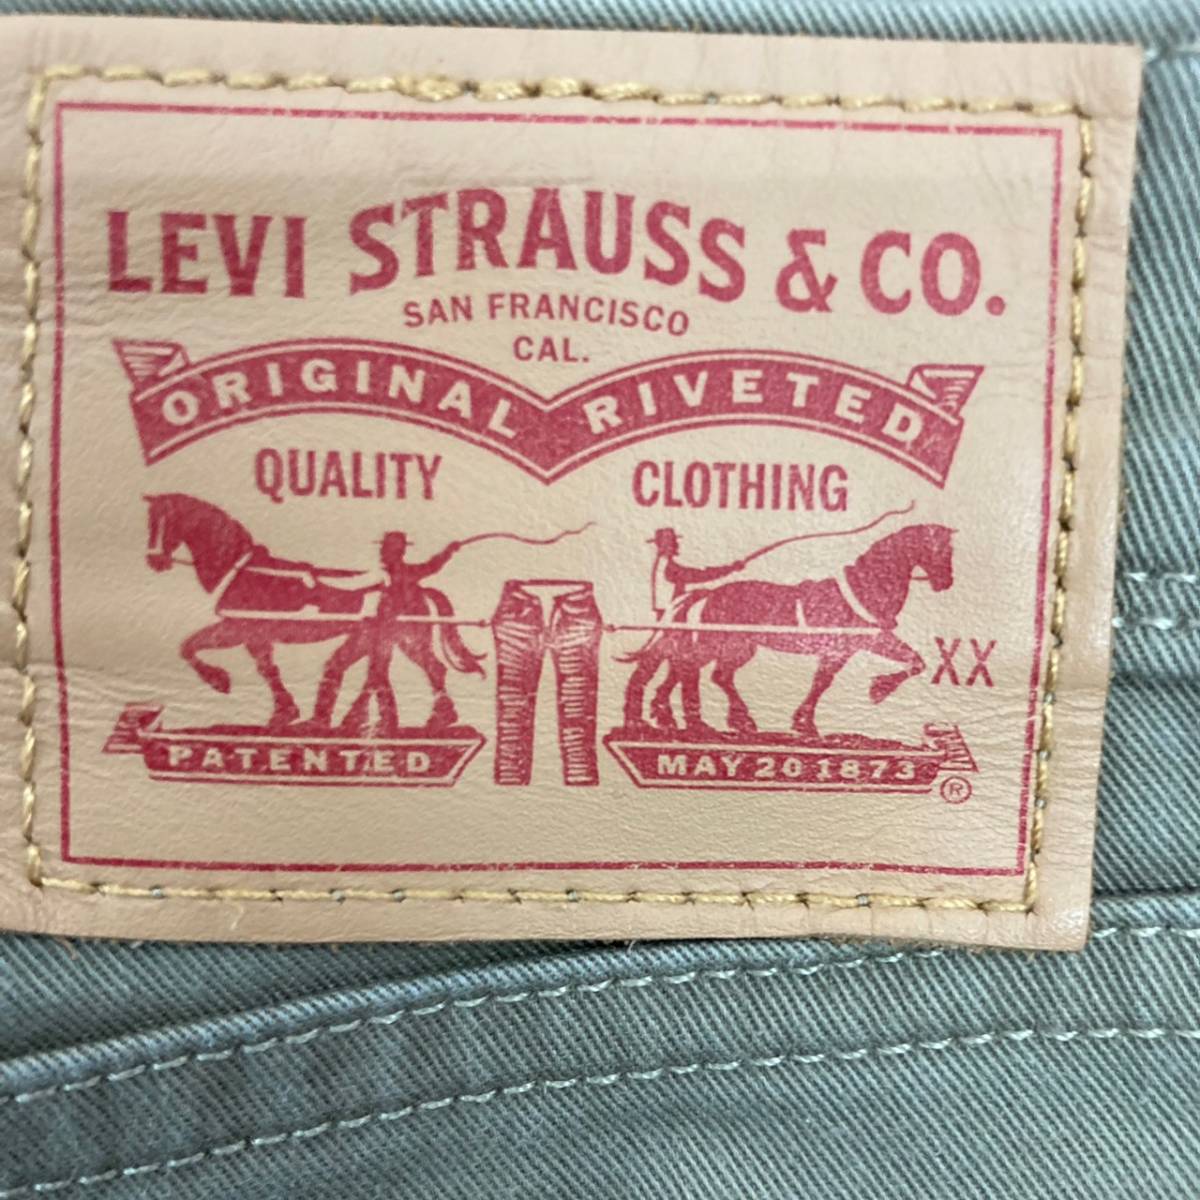 LEVI STRAUSS & CO.
SAN FRANCISCO
CAL.
ORIGINAL RIVETED
QUALITY CLOTHING
XX
PATENTED MAY 20 1873
®